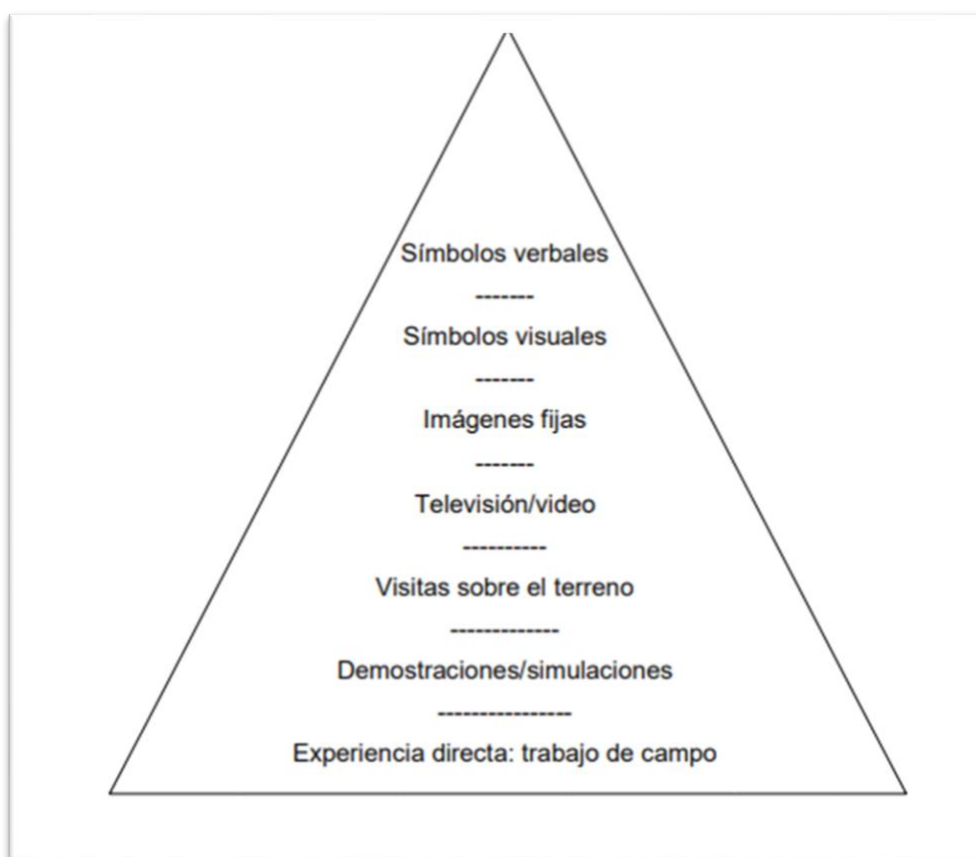 Símbolos verbales
-------
Símbolos visuales
-------
Imágenes fijas
-------
Televisión/video
----------
Visitas sobre el terreno
-------------
Demostraciones/simulaciones
----------------
Experiencia directa: trabajo de campo